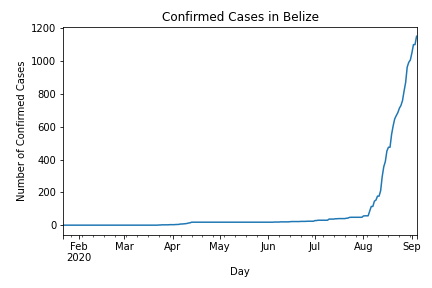 Confirmed Cases in Belize
1200
1000
800
600
400
200
0
Number of Confirmed Cases
Feb Mar Apr May Jun Jul Aug Sep
2020
Day